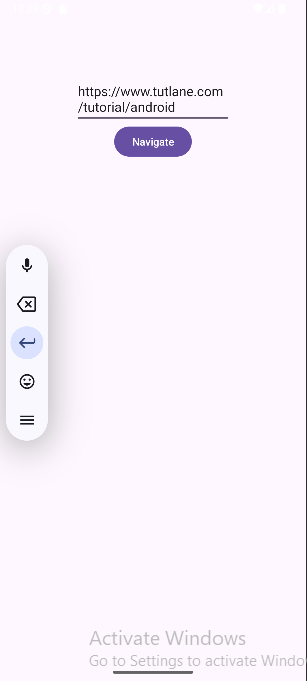 https://www.tutlane.com
/tutorial/android
Navigate
Activate Windows
Go to Settings to activate Windo